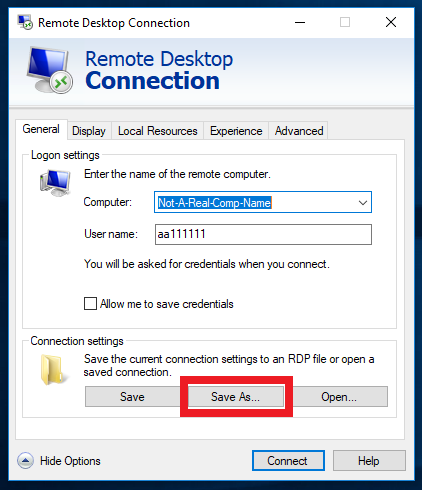 Remote Desktop Connection
Remote Desktop
Connection
General Display Local Resources Experience Advanced
Logon settings
Enter the name of the remote computer.
Computer: Not-A-Real-Comp-Name
User name: aa111111
You will be asked for credentials when you connect.
Allow me to save credentials
Connection settings
Save the current connection settings to an RDP file or open a
saved connection.
Save Save As... Open...
Hide Options Connect Help